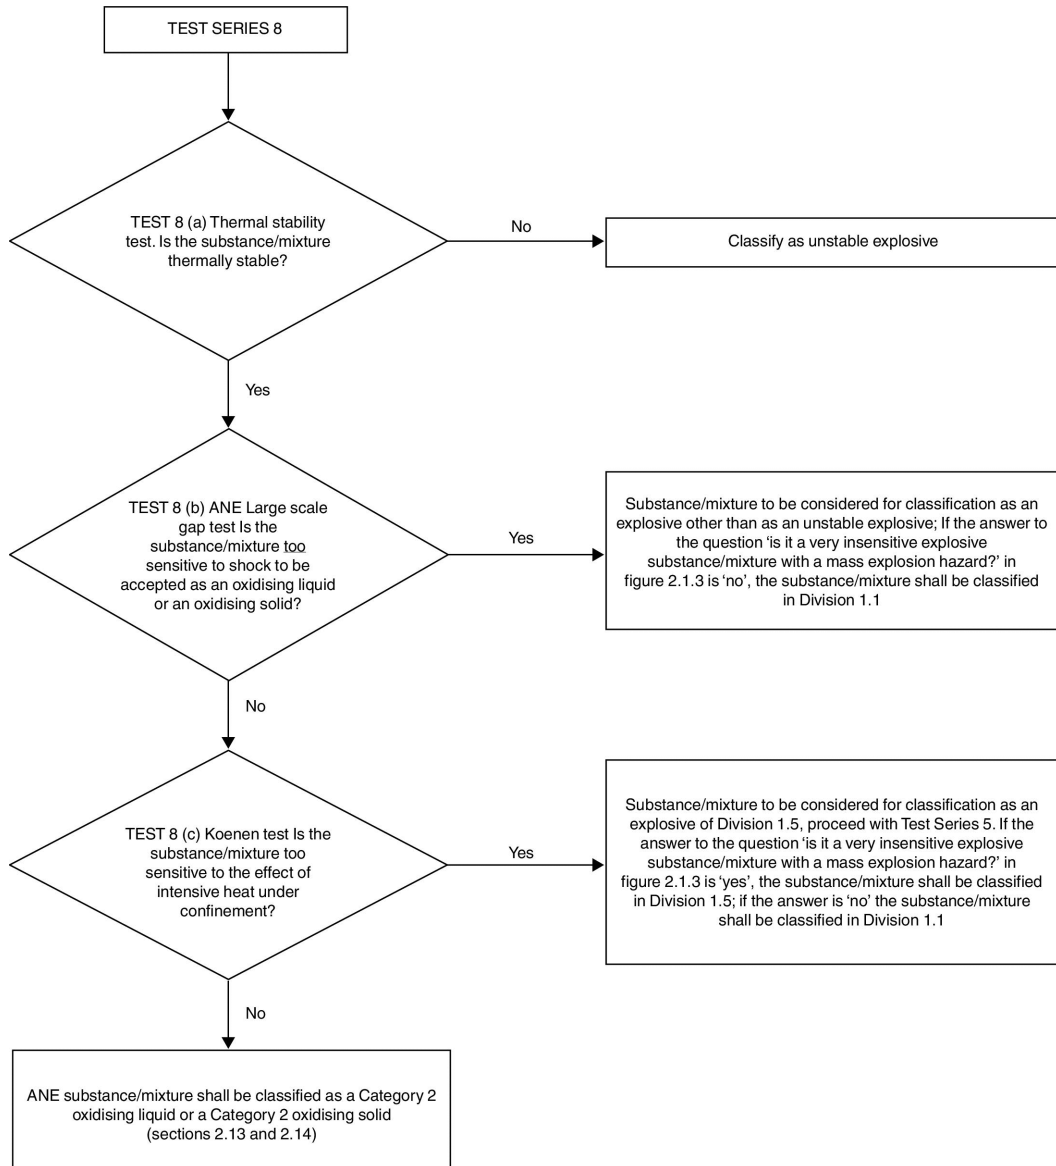 TEST SERIES 8
TEST 8 (a) Thermal stability
test. Is the substance/mixture
thermally stable?
No
Classify as unstable explosive
Yes
TEST 8 (b) ANE Large scale
gap test Is the
substance/mixture too
sensitive to shock to be
accepted as an oxidising liquid
or an oxidising solid?
Yes
Substance/mixture to be considered for classification as an
explosive other than as an unstable explosive; If the answer to
the question ‘is it a very insensitive explosive
substance/mixture with a mass explosion hazard?’ in
figure 2.1.3 is ‘no’, the substance/mixture shall be classified
in Division 1.1
No
TEST 8 (c) Koenen test Is the
substance/mixture too
sensitive to the effect of
intensive heat under
confinement?
Yes
Substance/mixture to be considered for classification as an
explosive of Division 1.5, proceed with Test Series 5. If the
answer to the question ‘is it a very insensitive explosive
substance/mixture with a mass explosion hazard?’ in
figure 2.1.3 is ‘yes’, the substance/mixture shall be classified
in Division 1.5; if the answer is ‘no’ the substance/mixture
shall be classified in Division 1.1
No
ANE substance/mixture shall be classified as a Category 2
oxidising liquid or a Category 2 oxidising solid
(sections 2.13 and 2.14)